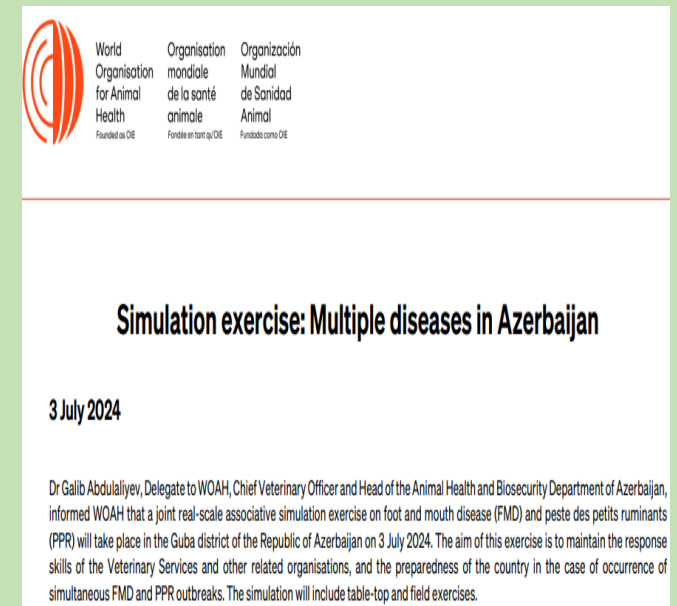 World
Organisation
for Animal
Health
Founded as OIE
Organisation
mondiale
de la santé
animale
Fondée en tant qu'OIE
Organización
Mundial
de Sanidad
Animal
Fundada como OIE
Simulation exercise: Multiple diseases in Azerbaijan
3 July 2024
Dr Galib Abdulaliyev, Delegate to WOAH, Chief Veterinary Officer and Head of the Animal Health and Biosecurity Department of Azerbaijan,
informed WOAH that a joint real-scale associative simulation exercise on foot and mouth disease (FMD) and peste des petits ruminants
(PPR) will take place in the Guba district of the Republic of Azerbaijan on 3 July 2024. The aim of this exercise is to maintain the response
skills of the Veterinary Services and other related organisations, and the preparedness of the country in the case of occurrence of
simultaneous FMD and PPR outbreaks. The simulation will include table-top and field exercises.